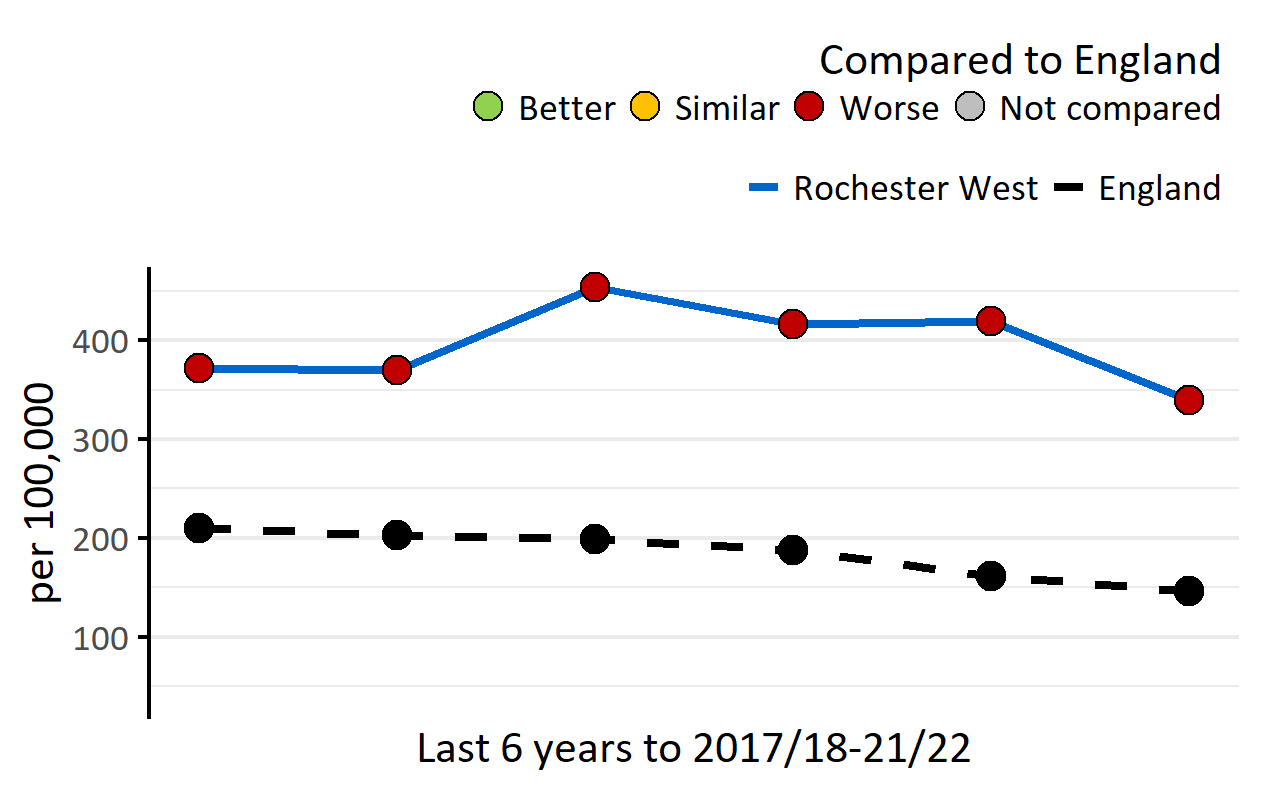 Compared to England
Better Similar Worse Not compared
Rochester West England
400
300
200
100
per 100,000
Last 6 years to 2017/18-21/22